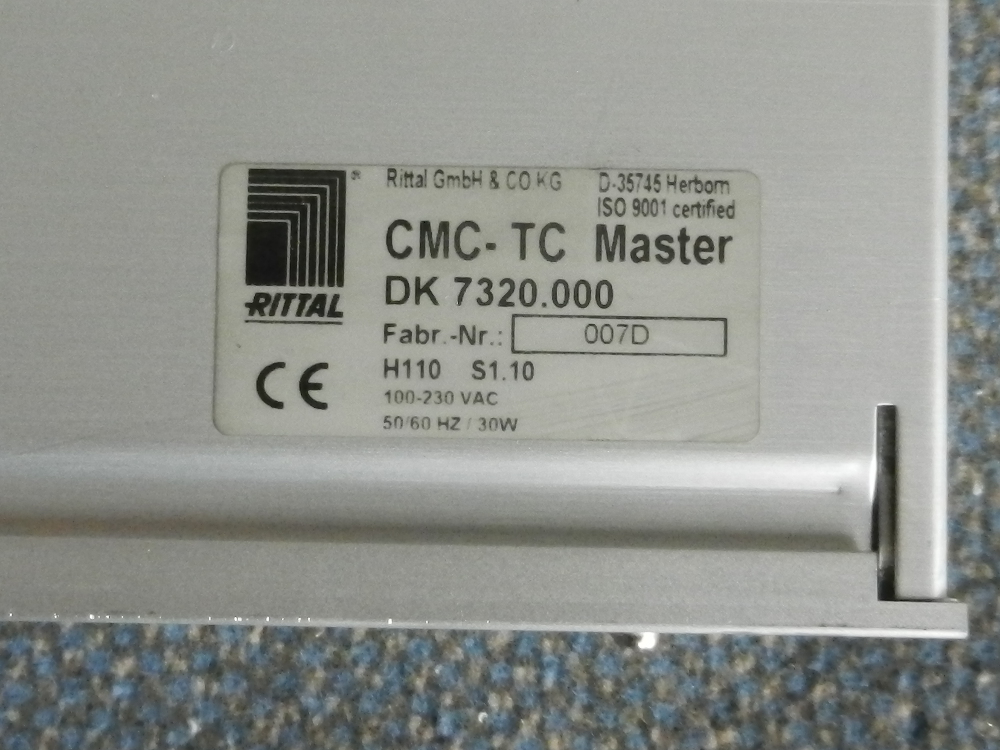 Rittal GmbH & CO KG D-35745 Herborn
ISO 9001 certified
CMC- TC Master
DK 7320.000
RITTAL ®
Fabr.-Nr.: 007D
H110 S1.10
CE
100-230 VAC
50/60 HZ / 30W